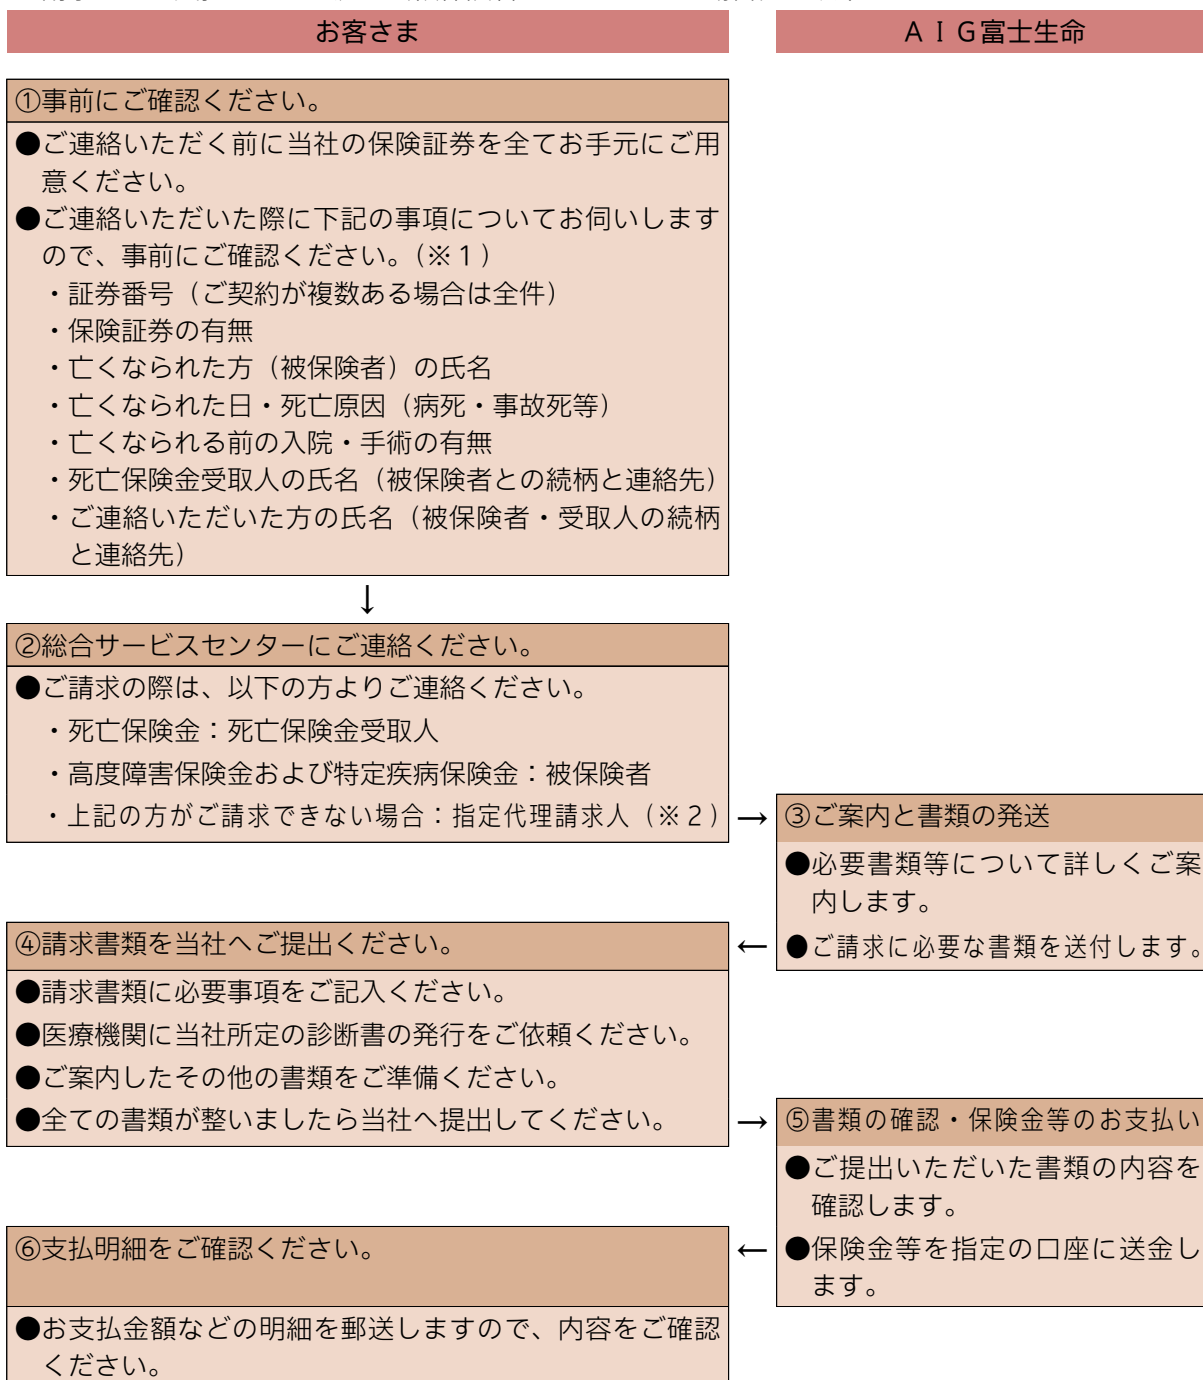 お客さま
ＡＩＧ富士生命
①事前にご確認ください。
●ご連絡いただく前に当社の保険証券を全てお手元にご用
意ください。
●ご連絡いただいた際に下記の事項についてお伺いします
ので、事前にご確認ください。（※１）
・証券番号（ご契約が複数ある場合は全件）
・保険証券の有無
・亡くなられた方（被保険者）の氏名
・亡くなられた日・死亡原因（病死・事故死等）
・亡くなられる前の入院・手術の有無
・死亡保険金受取人の氏名（被保険者との続柄と連絡先）
・ご連絡いただいた方の氏名（被保険者・受取人の続柄
と連絡先）
↓
②総合サービスセンターにご連絡ください。
●ご請求の際は、以下の方よりご連絡ください。
・死亡保険金：死亡保険金受取人
・高度障害保険金および特定疾病保険金：被保険者
・上記の方がご請求できない場合：指定代理請求人（※２）
→
③ご案内と書類の発送
●必要書類等について詳しくご案
内します。
●ご請求に必要な書類を送付します。
←
④請求書類を当社へご提出ください。
●請求書類に必要事項をご記入ください。
●医療機関に当社所定の診断書の発行をご依頼ください。
●ご案内したその他の書類をご準備ください。
●全ての書類が整いましたら当社へ提出してください。
→
⑤書類の確認・保険金等のお支払い
●ご提出いただいた書類の内容を
確認します。
●保険金等を指定の口座に送金し
ます。
←
⑥支払明細をご確認ください。
●お支払金額などの明細を郵送しますので、内容をご確認
ください。